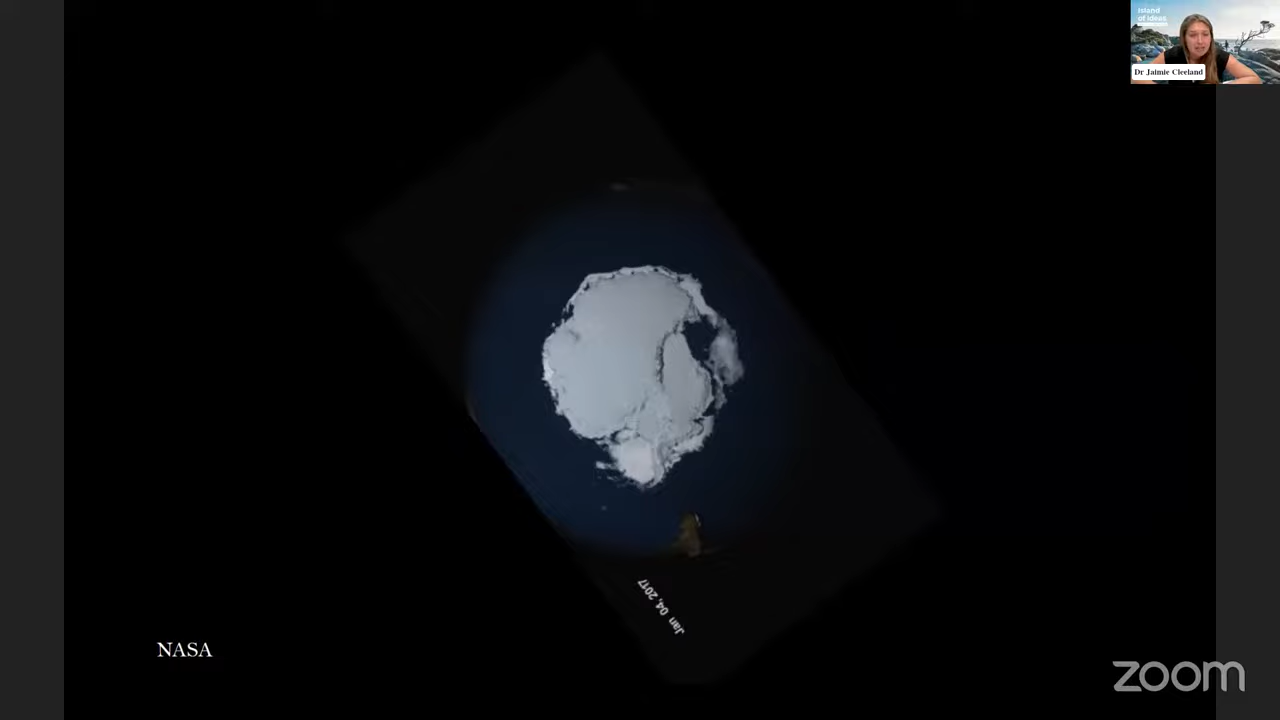 island
of ideas
Dr Jaimie Cleeland
Jan 04, 2017
NASA
zoom